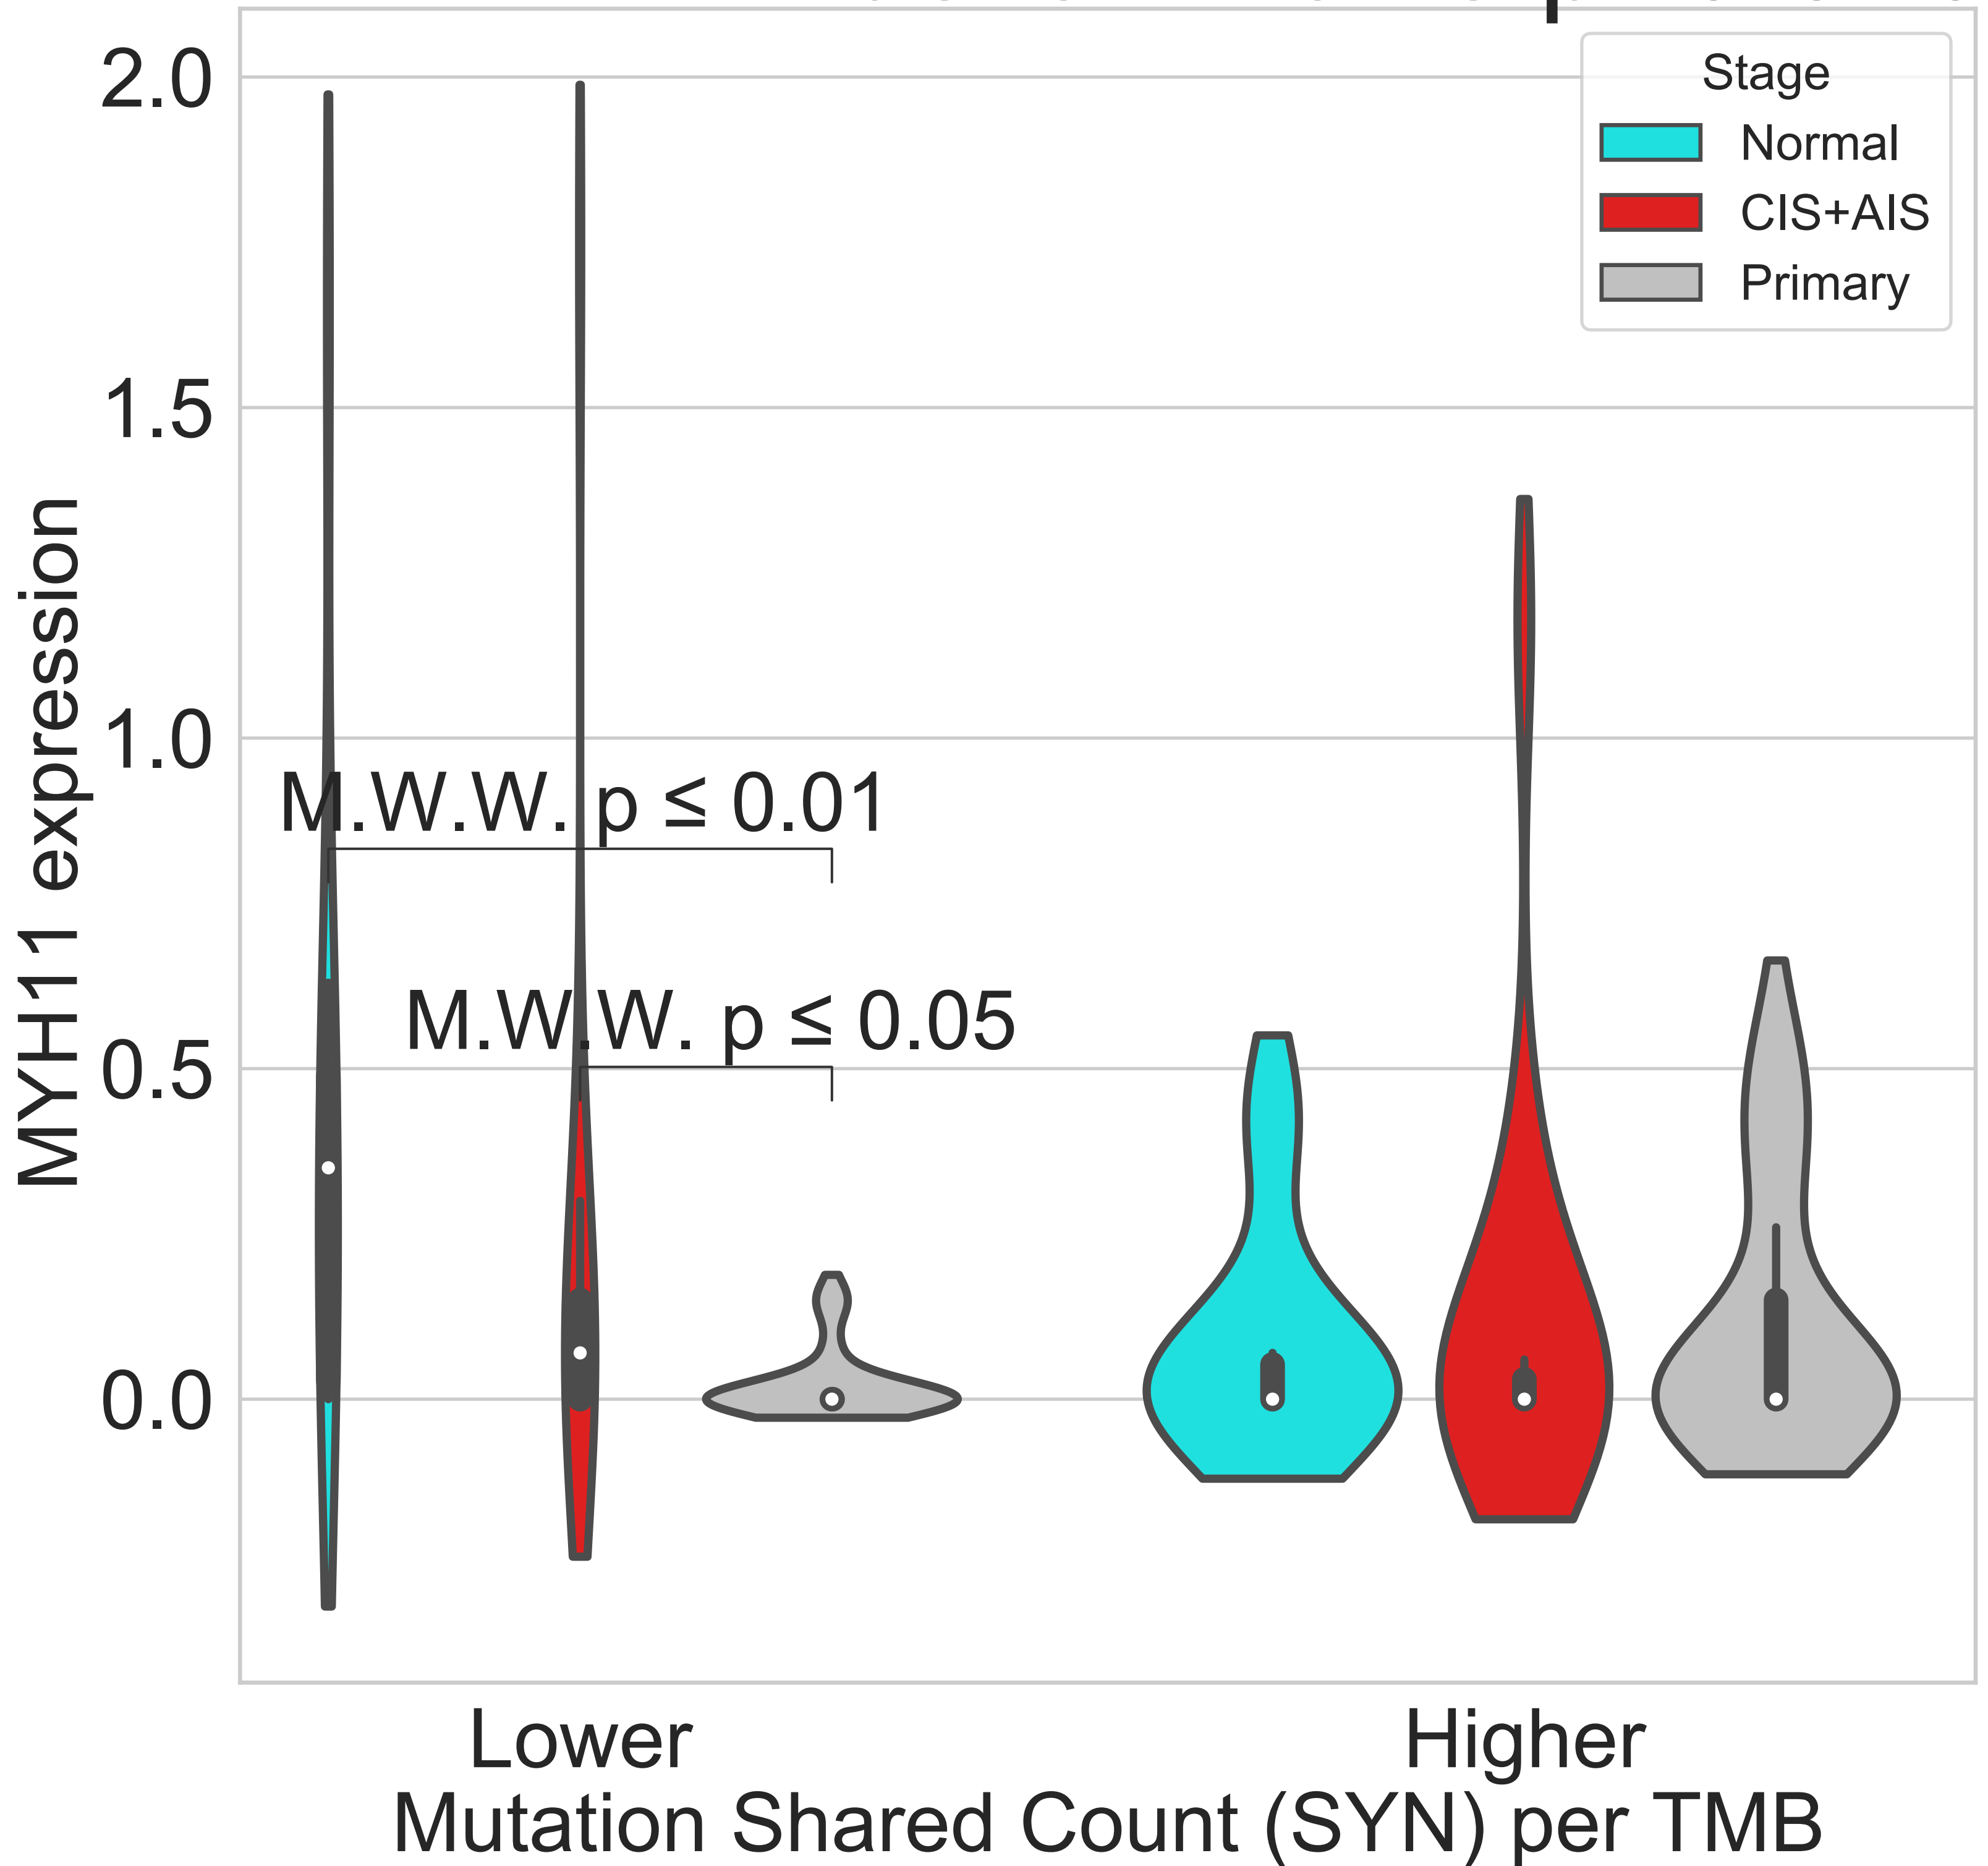 Stage
Normal
CIS+AIS
Primary
2.0
1.5
1.0
0.5
0.0
MYH11 expression
M.W.W. p ≤ 0.01
M.W.W. p ≤ 0.05
Lower
Higher
Mutation Shared Count (SYN) per TMB